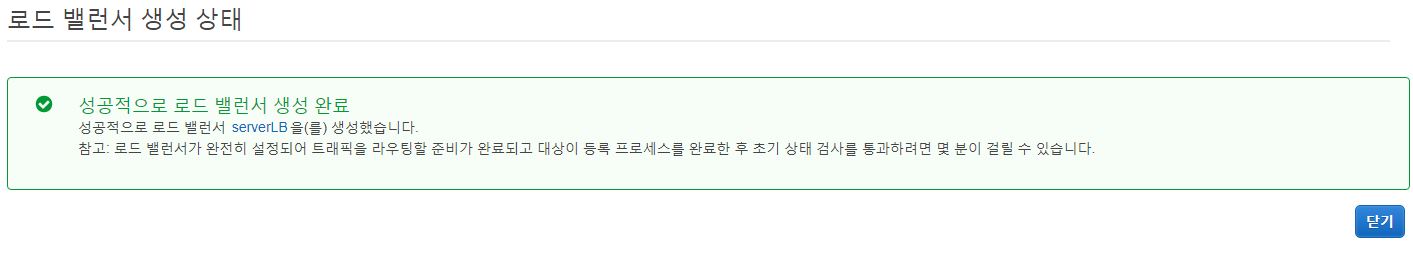 로드 밸런서 생성 상태
성공적으로 로드 밸런서 생성 완료
성공적으로 로드 밸런서 serverLB 을(를) 생성했습니다.
참고: 로드 밸런서가 완전히 설정되어 트래픽을 라우팅할 준비가 완료되고 대상이 등록 프로세스를 완료한 후 초기 상태 검사를 통과하려면 몇 분이 걸릴 수 있습니다.
닫기